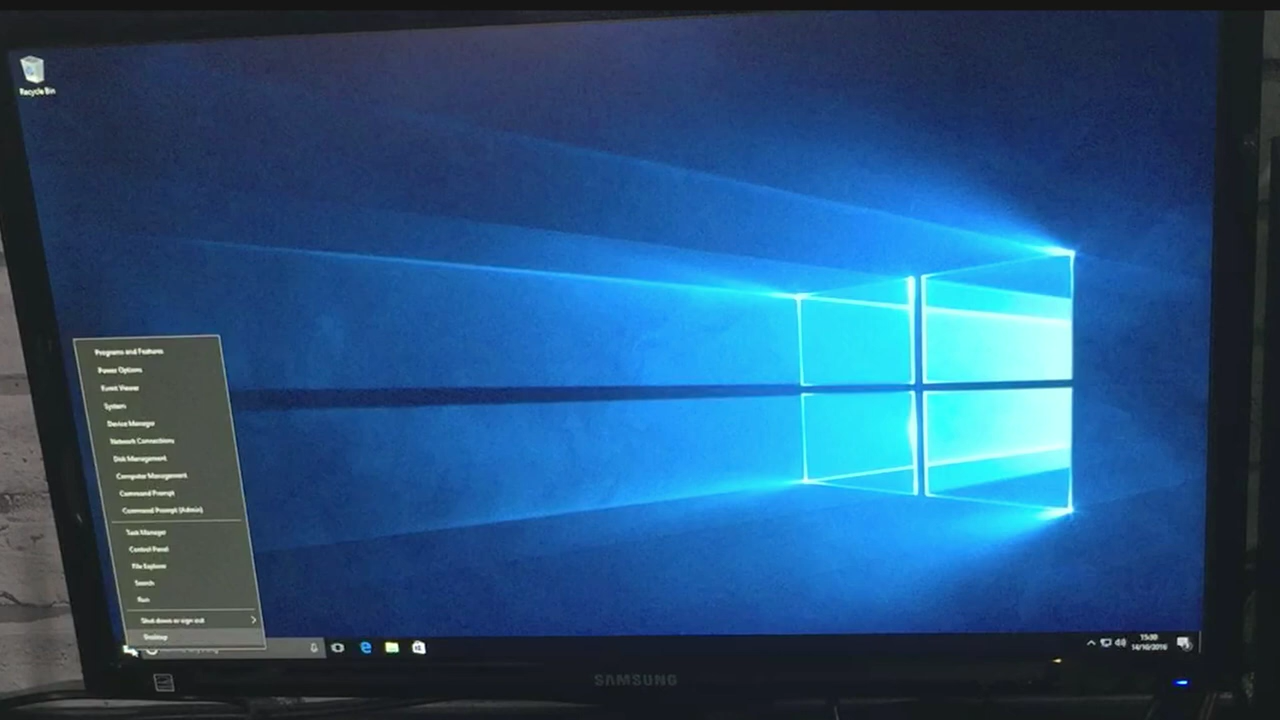 Recycle Bin
Programs and Features
Power Options
Event Viewer
System
Device Manager
Network Connections
Disk Management
Computer Management
Command Prompt
Command Prompt (Admin)
Task Manager
Control Panel
File Explorer
Search
Run
Shut down or sign out
Desktop
15:30
14/10/2016
SAMSUNG